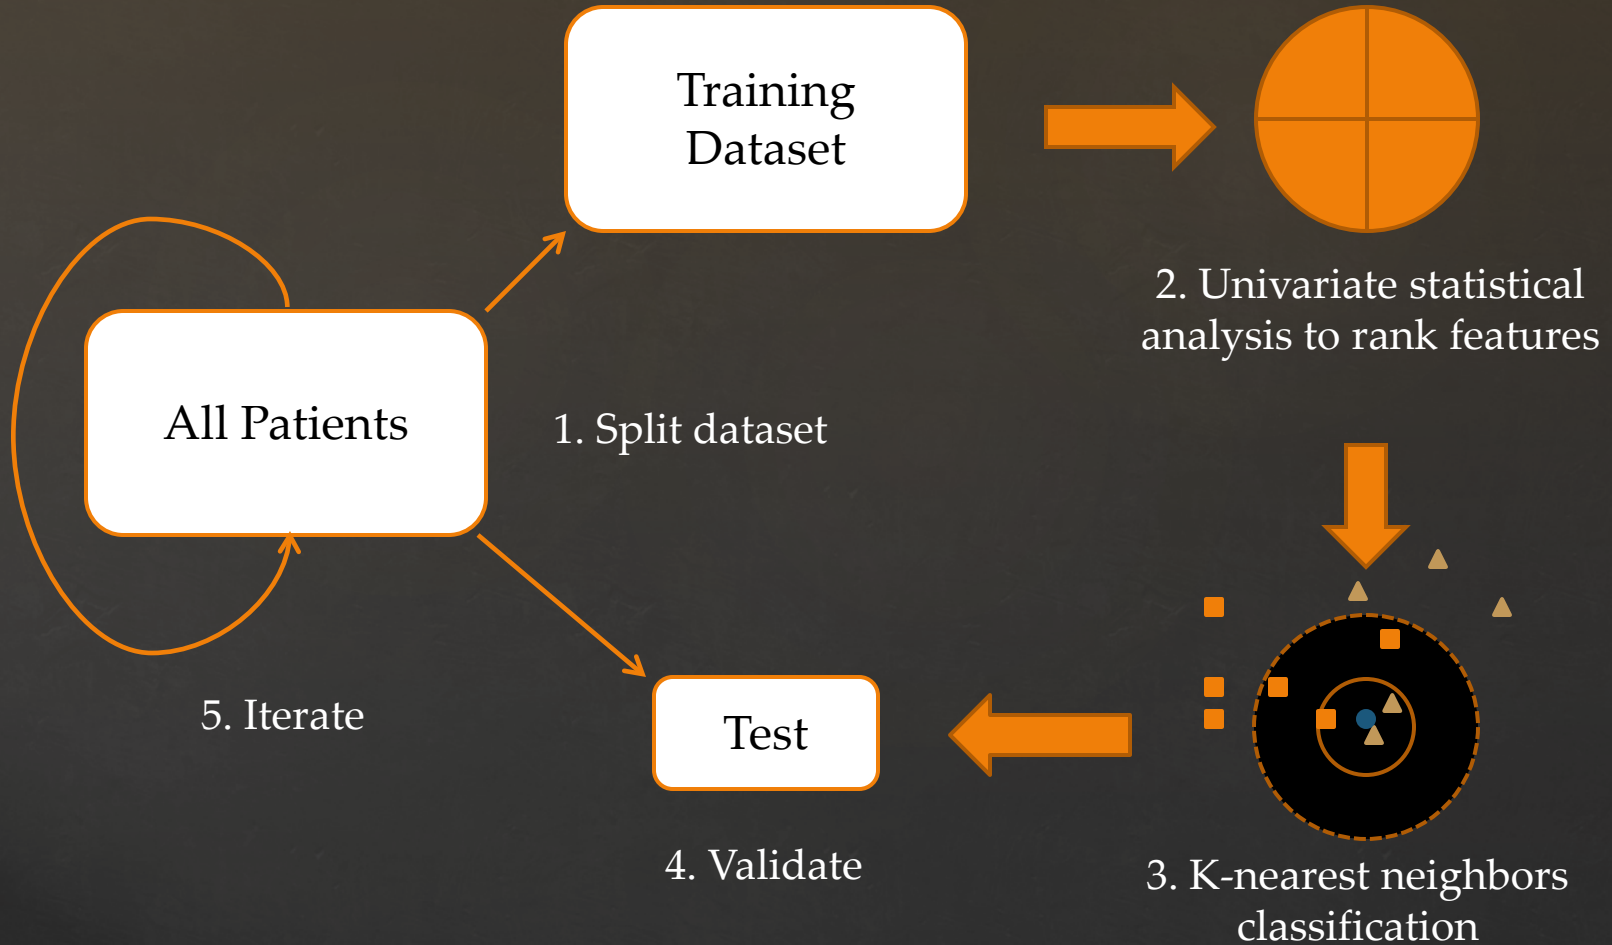 Training
Dataset
2. Univariate statistical
analysis to rank features
All Patients
1. Split dataset
5. Iterate
Test
4. Validate
3. K-nearest neighbors
classification